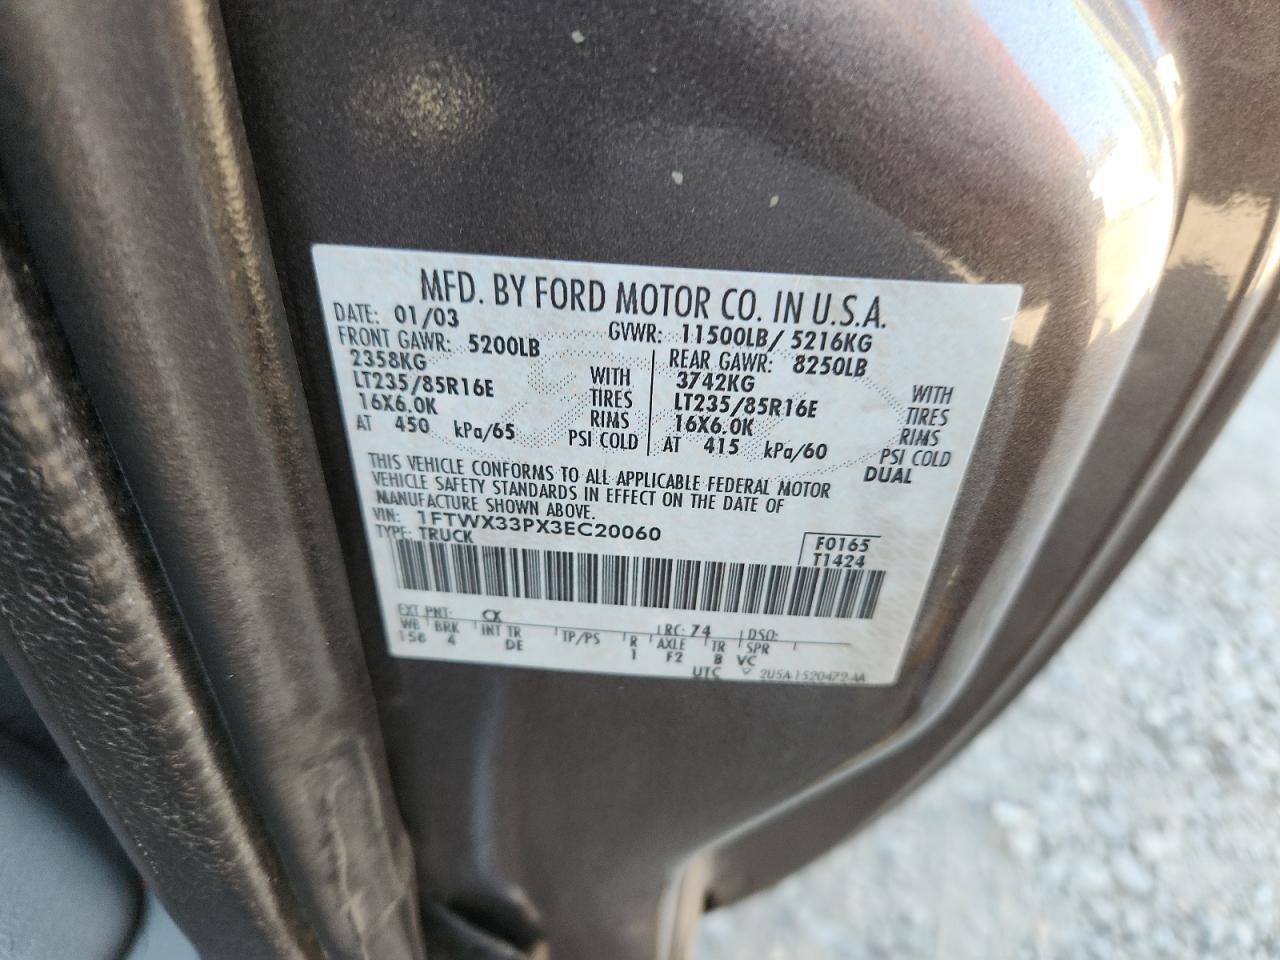 MFD. BY FORD MOTOR CO. IN U.S.A.
DATE: 01/03 GVWR: 11500LB/ 5216KG
FRONT GAWR: 5200LB REAR GAWR: 8250LB
2358KG WITH 3742KG WITH
LT235/85R16E TIRES LT235/85R16E TIRES
16X6.0K RIMS 16X6.0K RIMS
AT 450 kPa/65 PSI COLD AT 415 kPa/60 PSI COLD
DUAL
THIS VEHICLE CONFORMS TO ALL APPLICABLE FEDERAL MOTOR
VEHICLE SAFETY STANDARDS IN EFFECT ON THE DATE OF
MANUFACTURE SHOWN ABOVE.
VIN: 1FTWX33PX3EC20060
TYPE: TRUCK F0165
T1424
EXT PNT: CX RC: 74 DSO:
WB BRK INT TR TP/PS R AXLE TR SPR
158 4 DE 1 F2 B VC
UTC 2U5A-1520472-AA